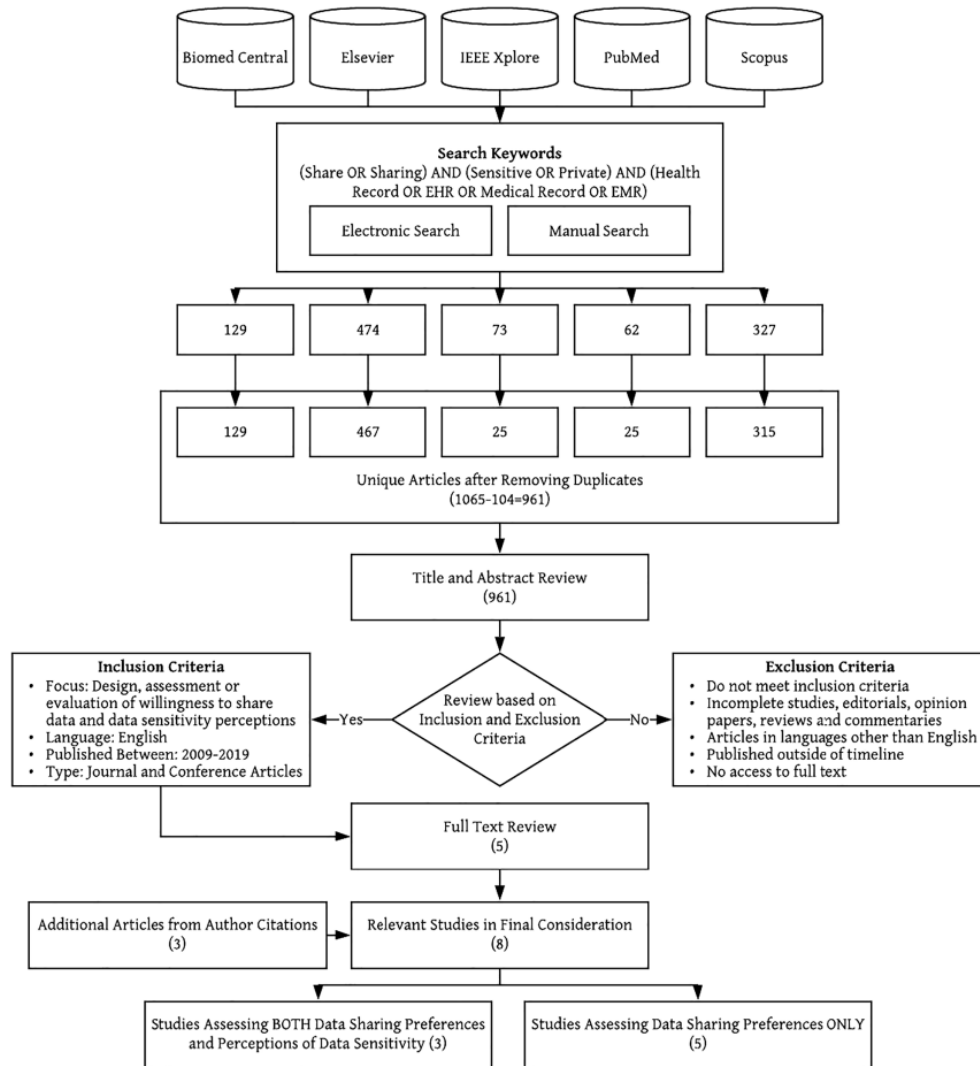 Biomed Central
Elsevier
IEEE Xplore
PubMed
Scopus
Search Keywords
(Share OR Sharing) AND (Sensitive OR Private) AND (Health
Record OR EHR OR Medical Record OR EMR)
Electronic Search
Manual Search
129
474
73
62
327
129
467
25
25
315
Unique Articles after Removing Duplicates
(1065-104=961)
Title and Abstract Review
(961)
Inclusion Criteria
• Focus: Design, assessment or
evaluation of willingness to share
data and data sensitivity perceptions
• Language: English
• Published Between: 2009-2019
• Type: Journal and Conference Articles
Yes
Review based on
Inclusion and Exclusion
Criteria
No
Exclusion Criteria
• Do not meet inclusion criteria
• Incomplete studies, editorials, opinion
papers, reviews and commentaries
• Articles in languages other than English
• Published outside of timeline
• No access to full text
Full Text Review
(5)
Additional Articles from Author Citations
(3)
Relevant Studies in Final Consideration
(8)
Studies Assessing BOTH Data Sharing Preferences
and Perceptions of Data Sensitivity (3)
Studies Assessing Data Sharing Preferences ONLY
(5)